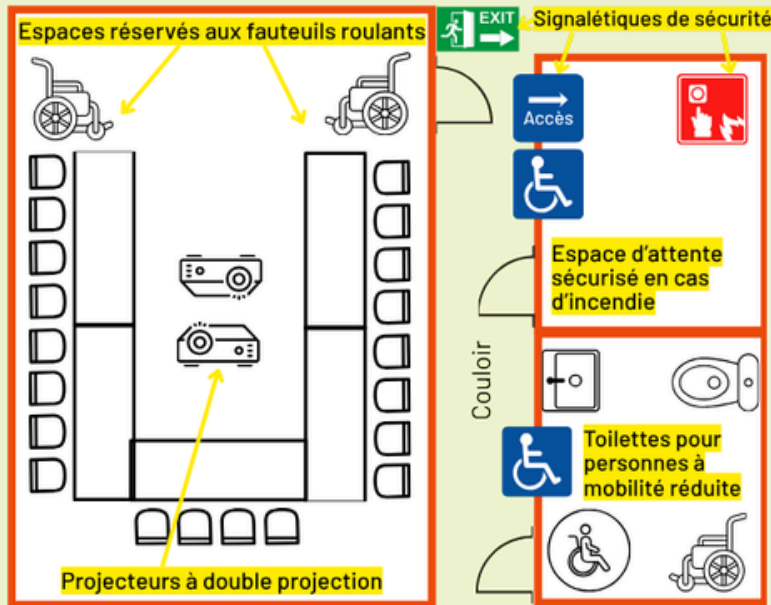 Espaces réservés aux fauteuils roulants
EXIT
Signalétiques de sécurité
Accès
Espace d'attente
sécurisé en cas
d'incendie
Couloir
Toilettes pour
personnes à
mobilité réduite
Projecteurs à double projection